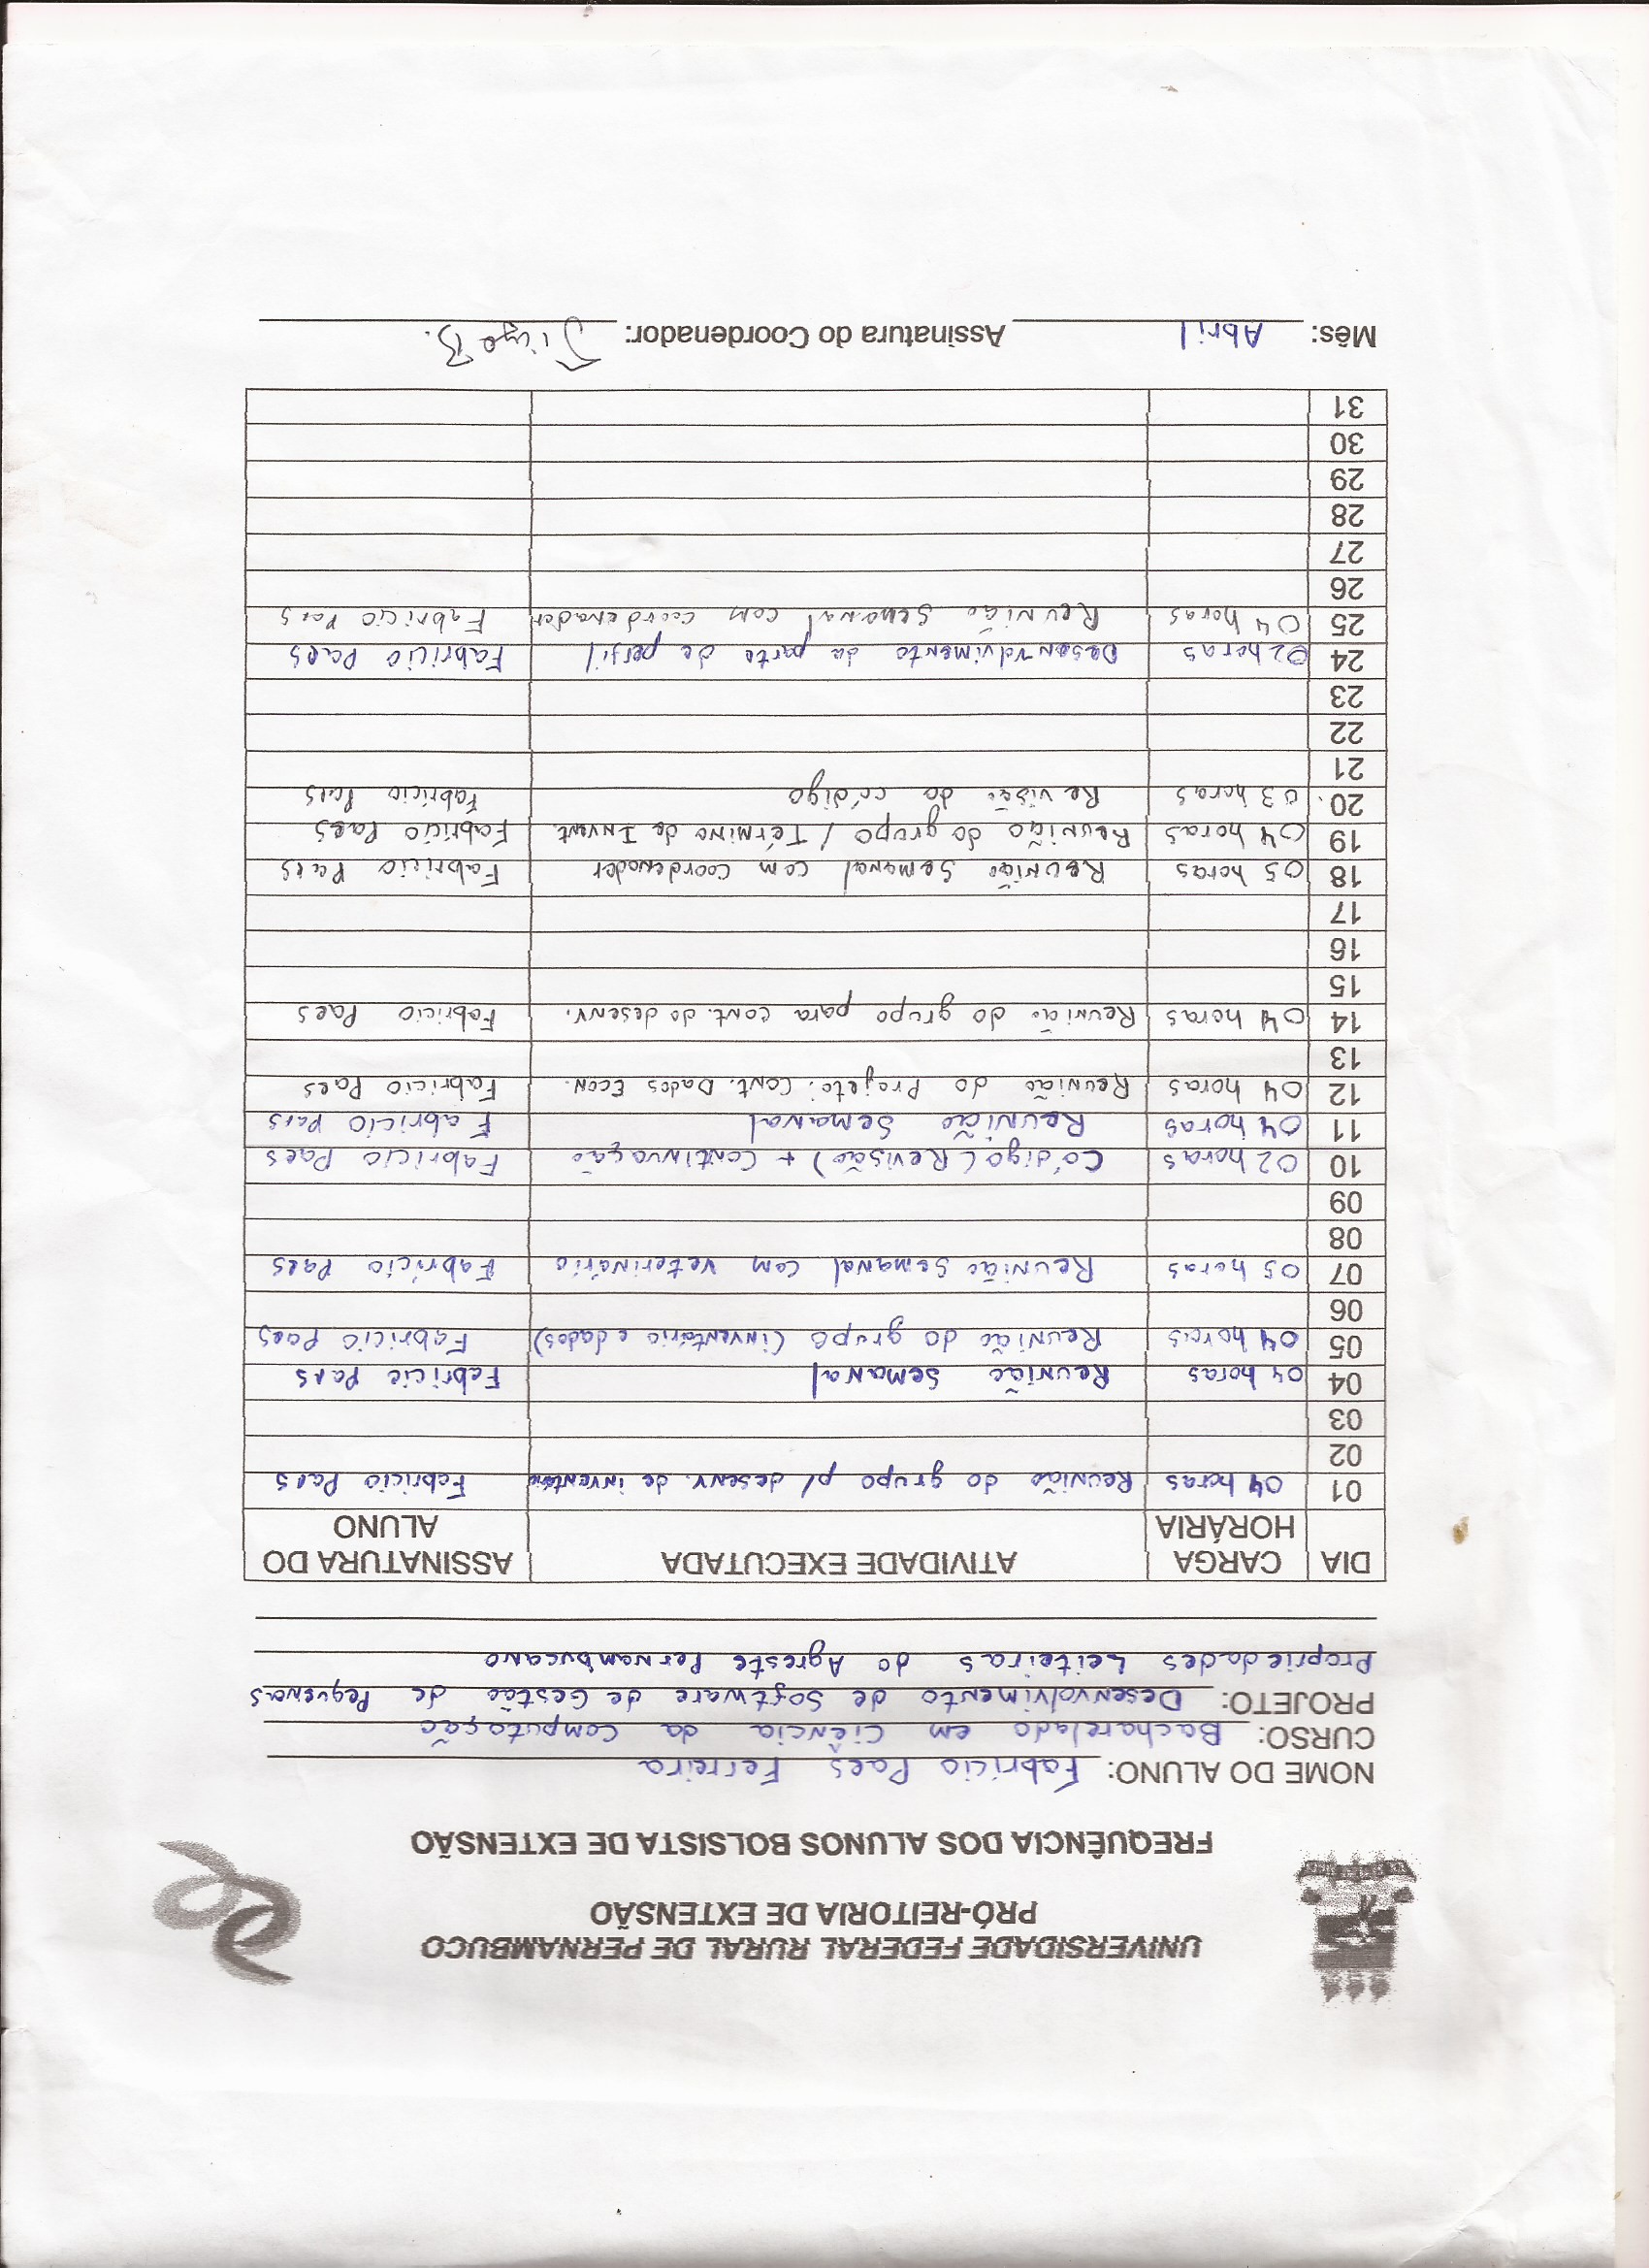 UNIVERSIDADE FEDERAL RURAL DE PERNAMBUCO
PRÓ-REITORIA DE EXTENSÃO
FREQUÊNCIA DOS ALUNOS BOLSISTA DE EXTENSÃO
NOME DO ALUNO: Fabrício Paes Ferreira
CURSO: Bacharelado em Ciência da Computação
PROJETO: Desenvolvimento de Software de Gestão de Pequenas
Propriedades Leiteiras do Agreste Pernambucano
DIA CARGA HORÁRIA ATIVIDADE EXECUTADA ASSINATURA DO ALUNO
01 04 horas Reunião do grupo p/ desenv. de inventário Fabricio Paes
02
03
04 04 horas Reunião Semanal Fabricio Paes
05 04 horas Reunião do grupo (inventário e dados) Fabricio Paes
06
07 05 horas Reunião Semanal com veterinário Fabrício Paes
08
09
10 02 horas Código (Revisão) + Continuação Fabricio Paes
11 04 horas Reunião Semanal Fabricio Paes
12 04 horas Reunião do Projeto: Cont. Dados Econ. Fabricio Paes
13
14 04 horas Reunião do grupo para cont. do desenv. Fabricio Paes
15
16
17
18 05 horas Reunião Semanal com Coordenador Fabricio Paes
19 04 horas Reunião do grupo / Término de Invent. Fabrício Paes
20 03 horas Revisão do código Fabrício Paes
21
22
23
24 02 horas Desenvolvimento da parte de perfil Fabricio Paes
25 04 horas Reunião Semanal com coordenador Fabricio Paes
26
27
28
29
30
31
Mês: Abril Assinatura do Coordenador: B.